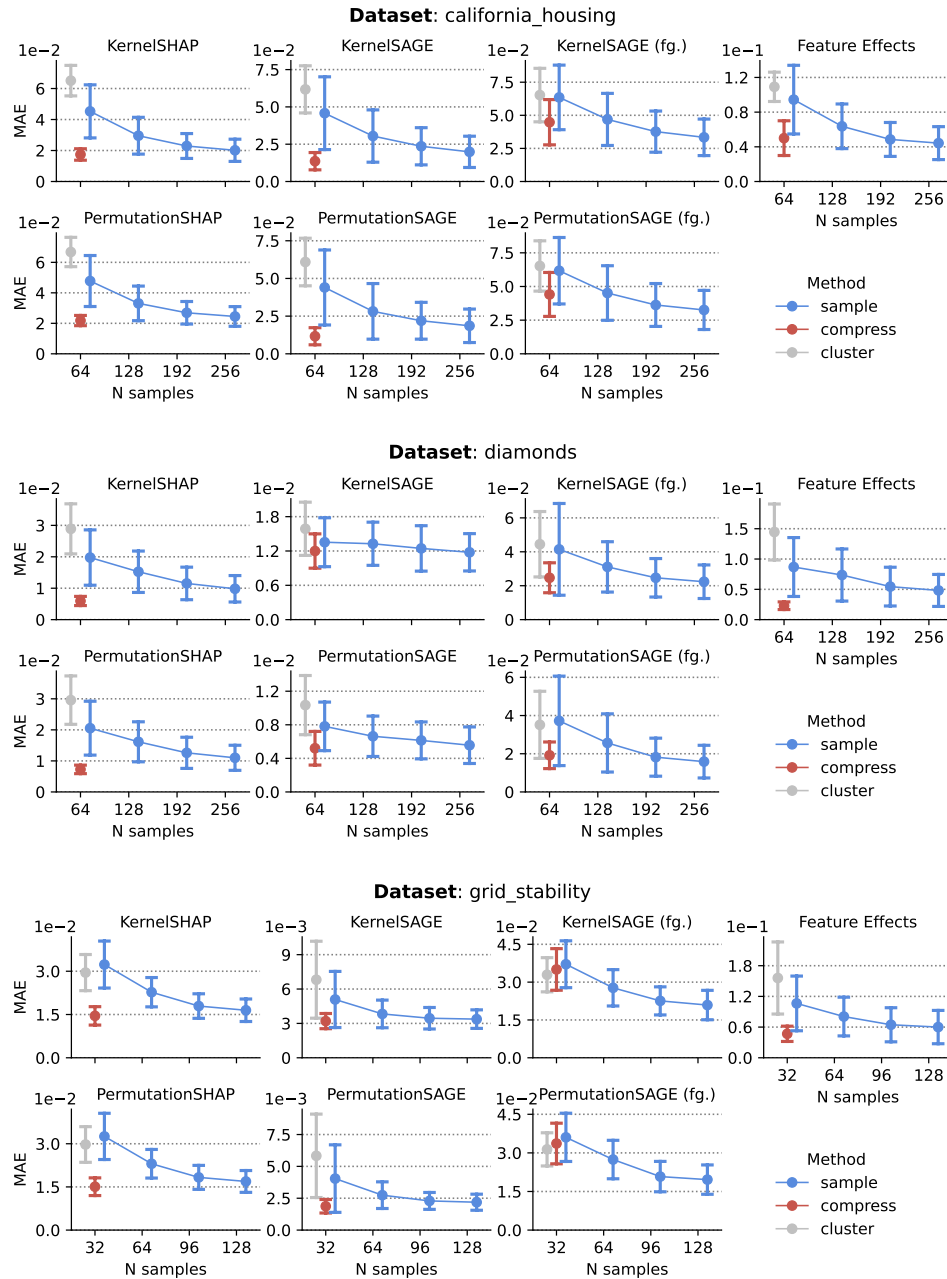 Dataset: california_housing
KernelSHAP
KernelSAGE
KernelSAGE (fg.)
Feature Effects
1e−2
1e−2
1e−2
1e−1
MAE
6
4
2
0
7.5
5.0
2.5
0.0
7.5
5.0
2.5
0.0
1.2
0.8
0.4
0.0
64 128 192 256
PermutationSHAP
PermutationSAGE
PermutationSAGE (fg.)
1e−2
1e−2
1e−2
MAE
6
4
2
0
7.5
5.0
2.5
0.0
7.5
5.0
2.5
0.0
64 128 192 256
64 128 192 256
64 128 192 256
N samples
N samples
N samples
Method
sample
compress
cluster
Dataset: diamonds
KernelSHAP
KernelSAGE
KernelSAGE (fg.)
Feature Effects
1e−2
1e−2
1e−2
1e−1
MAE
3
2
1
0
1.8
1.2
0.6
0.0
6
4
2
0
1.5
1.0
0.5
0.0
64 128 192 256
PermutationSHAP
PermutationSAGE
PermutationSAGE (fg.)
1e−2
1e−2
1e−2
MAE
3
2
1
0
1.2
0.8
0.4
0.0
6
4
2
0
64 128 192 256
64 128 192 256
64 128 192 256
N samples
N samples
N samples
Method
sample
compress
cluster
Dataset: grid_stability
KernelSHAP
KernelSAGE
KernelSAGE (fg.)
Feature Effects
1e−2
1e−3
1e−2
1e−1
MAE
3.0
1.5
0.0
9
6
3
0
4.5
3.0
1.5
0.0
1.8
1.2
0.6
0.0
32 64 96 128
PermutationSHAP
PermutationSAGE
PermutationSAGE (fg.)
1e−2
1e−3
1e−2
MAE
3.0
1.5
0.0
7.5
5.0
2.5
0.0
4.5
3.0
1.5
0.0
32 64 96 128
32 64 96 128
32 64 96 128
N samples
N samples
N samples
Method
sample
compress
cluster